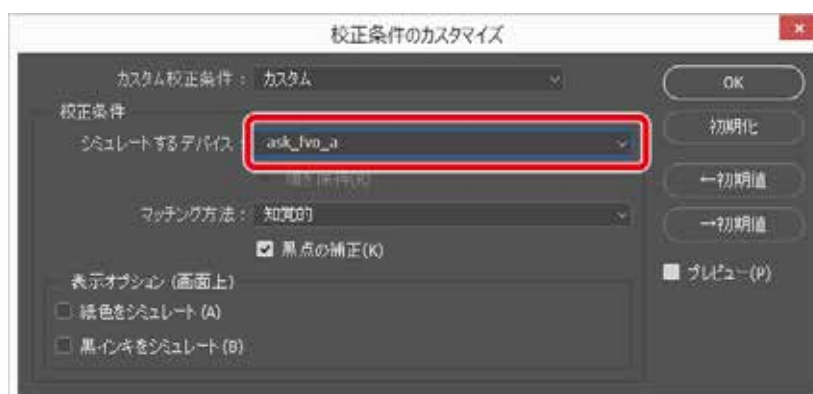 校正条件のカスタマイズ
カスタム校正条件： カスタム
OK
校正条件
初期化
シミュレートするデバイス： ask_fvo_a
←初期値
マッチング方法： 知覚的
→初期値
黒点の補正(K)
プレビュー(P)
表示オプション (画面上)
紙色をシミュレート (A)
黒インキをシミュレート (B)